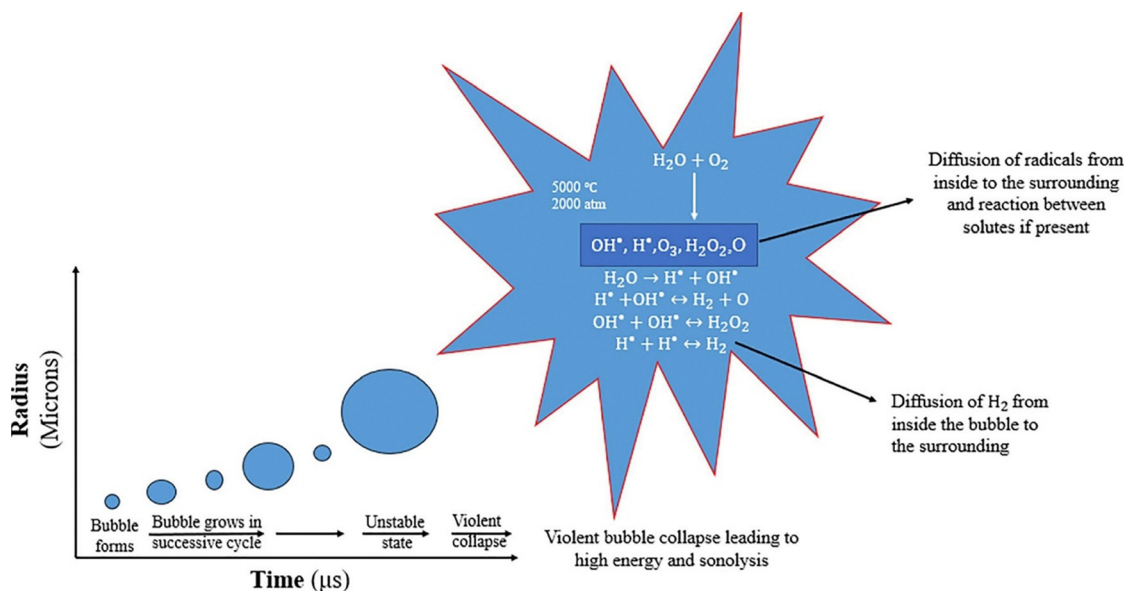 H₂O + O₂
5000 °C
2000 atm
OH•, H•,O₃, H₂O₂,O
H₂O → H• + OH•
H• +OH• ↔ H₂ + O
OH• + OH• ↔ H₂O₂
H• + H• ↔ H₂
Diffusion of radicals from
inside to the surrounding
and reaction between
solutes if present
Diffusion of H₂ from
inside the bubble to
the surrounding
Radius
(Microns)
Bubble
forms
Bubble grows in
successive cycle
Unstable
state
Violent
collapse
Violent bubble collapse leading to
high energy and sonolysis
Time (μs)